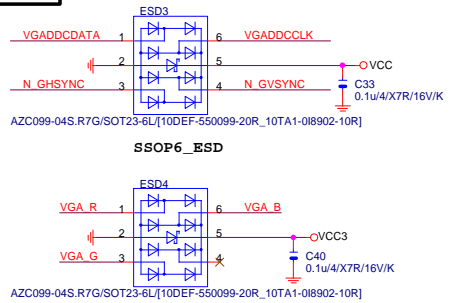 ESD3
VGADDCDATA 1 6 VGADDCCLK
2 5 VCC
N_GHSYNC 3 4 N_GVSYNC
C33
0.1u/4/X7R/16V/K
AZC099-04S.R7G/SOT23-6L/[10DEF-550099-20R_10TA1-0I8902-10R]
SSOP6_ESD
ESD4
VGA_R 1 6 VGA_B
2 5 VCC3
VGA_G 3 4
C40
0.1u/4/X7R/16V/K
AZC099-04S.R7G/SOT23-6L/[10DEF-550099-20R_10TA1-0I8902-10R]